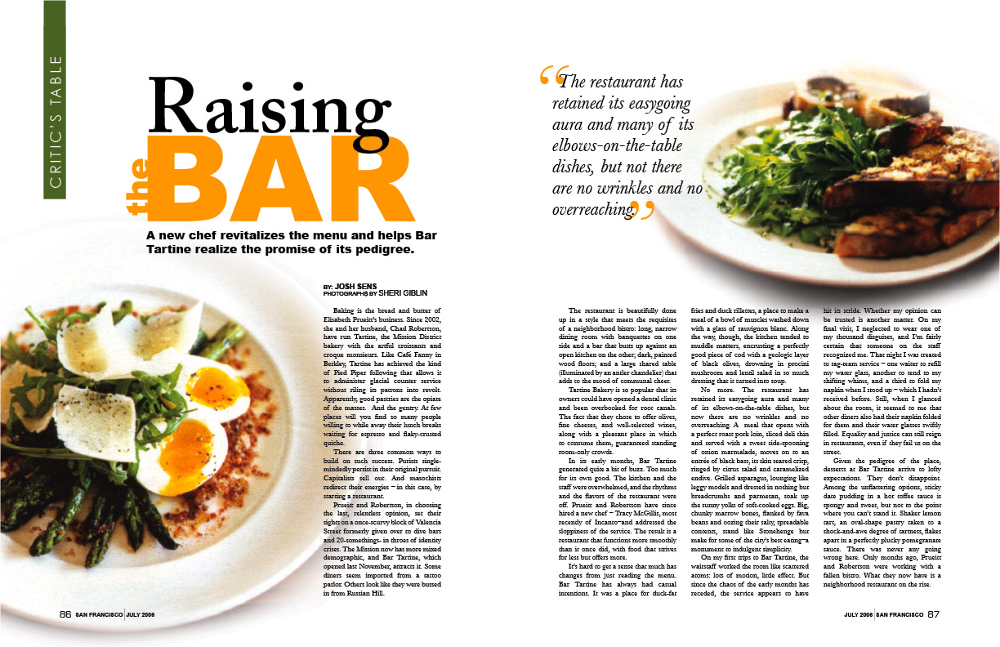 CRITIC'S TABLE
Raising
the
BAR
A new chef revitalizes the menu and helps Bar
Tartine realize the promise of its pedigree.
BY: JOSH SENS
PHOTOGRAPHS BY SHERI GIBLIN
Baking is the bread and butter of
Elisabeth Prueitt's business. Since 2002,
she and her husband, Chad Robertson,
have run Tartine, the Mission District
bakery with the artful croissants and
croque monsieurs. Like Café Fanny in
Berkley, Tartine has achieved the kind
of Pied Piper following that allows it
to administer glacial counter service
without riling its patrons into revolt.
Apparently, good pastries are the opiate
of the masses. And the gentry. At few
places will you find so many people
willing to while away their lunch breaks
waiting for espresso and flaky-crusted
quiche.
There are three common ways to
build on such success. Purists single-
mindedly persist in their original pursuit.
Capitalists sell out. And masochists
redirect their energies – in this case, by
starting a restaurant.
Prueitt and Robertson, in choosing
the last, relentless opinion, set their
sights on a once-scurvy block of Valencia
Street formerly given over to dive bars
and 20-somethings- in throes of identity
crises. The Mission now has more mixed
demographic, and Bar Tartine, which
opened last November, attracts it. Some
diners seem imported from a tattoo
parlor. Others look like they were bussed
in from Russian Hill.
86 SAN FRANCISCO JULY 2006
“The restaurant has
retained its easygoing
aura and many of its
elbows-on-the-table
dishes, but not there
are no wrinkles and no
overreaching.”
The restaurant is beautifully done
up in a style that meets the requisites
of a neighborhood bistro: long, narrow
dining room with banquettes on one
side and a bar that butts up against an
open kitchen on the other; dark, painted
wood floors; and a large shared table
(illuminated by an antler chandelier) that
adds to the mood of communal cheer.
Tartine Bakery is so popular that its
owners could have opened a dental clinic
and been overbooked for root canals.
The fact that they chose to offer olives,
fine cheeses, and well-selected wines,
along with a pleasant place in which
to consume them, guaranteed standing
room-only crowds.
In its early months, Bar Tartine
generated quite a bit of buzz. Too much
for its own good. The kitchen and the
staff were overwhelmed, and the rhythms
and the flavors of the restaurant were
off. Prueitt and Robertson have since
hired a new chef – Tracy McGillis, most
recently of Incanto–and addressed the
sloppiness of the service. The result is a
restaurant that functions more smoothly
than it once did, with food that strives
for less but offers more.
It's hard to get a sense that much has
changes from just reading the menu.
Bar Tartine has always had casual
intentions. It was a place for duck-fat
fries and duck rillettes, a place to make a
meal of a bowl of muscles washed down
with a glass of sauvignon blanc. Along
the way, though, the kitchen tended to
muddle matters, encrusting a perfectly
good piece of cod with a geologic layer
of black olives, drowning in procini
mushroom and lentil salad in so much
dressing that it turned into soup.
No more. The restaurant has
retained its easygoing aura and many
of its elbows-on-the-table dishes, but
now there are no wrinkles and no
overreaching. A meal that opens with
a perfect roast pork loin, sliced deli thin
and served with a sweet side-spooning
of onion marmalade, moves on to an
entrée of black bass, its skin seared crisp,
ringed by citrus salad and caramelized
endive. Grilled asparagus, lounging like
leggy models and dressed in nothing but
breadcrumbs and parmesan, soak up
the sunny yolks of soft-cooked eggs. Big,
chunky marrow bones, flanked by fava
beans and oozing their salty, spreadable
contents, stand like Stonehenge but
make for some of the city's best eating–a
monument to indulgent simplicity.
On my first trips to Bar Tartine, the
waitstaff worked the room like scattered
atoms: lots of motion, little effect. But
since the chaos of the early months has
receded, the service appears to have
hit its stride. Whether my opinion can
be trusted is another matter. On my
final visit, I neglected to wear one of
my thousand disguises, and I'm fairly
certain that someone on the staff
recognized me. That night I was treated
to tag-team service – one waiter to refill
my water glass, another to tend to my
shifting whims, and a third to fold my
napkin when I stood up – which I hadn't
received before. Still, when I glanced
about the room, it seemed to me that
other diners also had their napkin folded
for them and their water glasses swiftly
filled. Equality and justice can still reign
in restaurants, even if they fail us on the
street.
Given the pedigree of the place,
desserts at Bar Tartine arrive to lofty
expectations. They don't disappoint.
Among the unflattering options, sticky
date pudding in a hot toffee sauce is
spongy and sweet, but not to the point
where you can't stand it. Shaker lemon
tart, an oval-shape pastry taken to a
shock-and-awe degree of tartness, flakes
apart in a perfectly plucky pomegranate
sauce. There was never any going
wrong here. Only months ago, Prueitt
and Robertson were working with a
fallen bistro. What they now have is a
neighborhood restaurant on the rise.
JULY 2006 SAN FRANCISCO 87